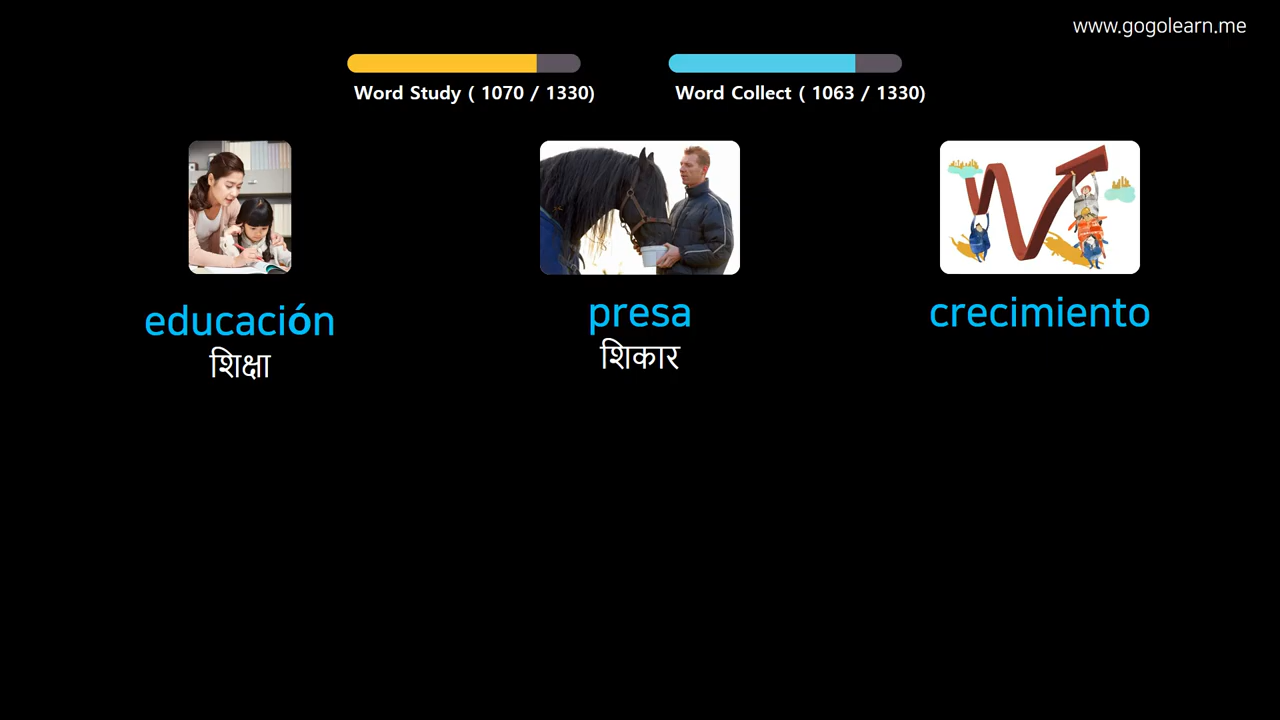 www.gogolearn.me
Word Study ( 1070 / 1330)
Word Collect ( 1063 / 1330)
educación
शिक्षा
presa
शिकार
crecimiento